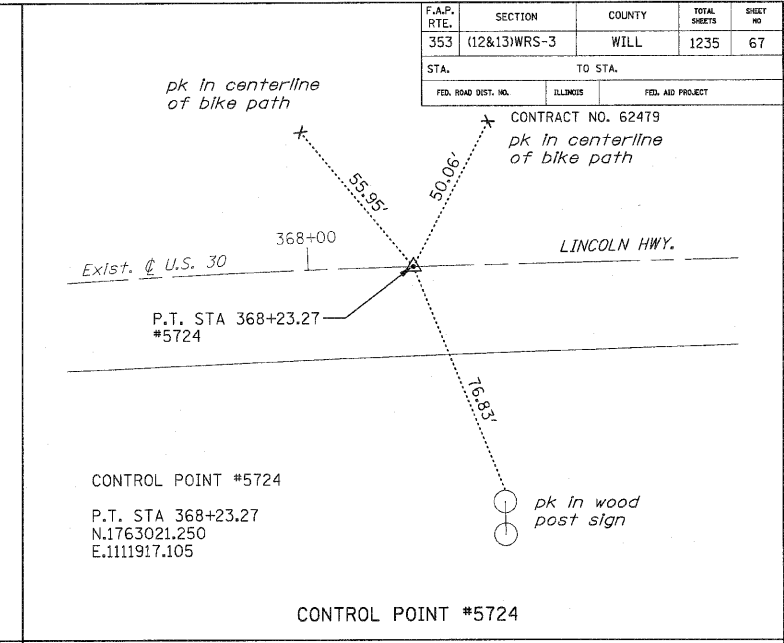 F.A.P. RTE. SECTION COUNTY TOTAL SHEETS SHEET NO
353 (12&13)WRS-3 WILL 1235 67
STA. TO STA.
FED. ROAD DIST. NO. ILLINOIS FED. AID PROJECT
CONTRACT NO. 62479
pk in centerline
of bike path
pk in centerline
of bike path
55.95'
50.06'
368+00
LINCOLN HWY.
Exist. ℄ U.S. 30
P.T. STA 368+23.27
#5724
76.83'
CONTROL POINT #5724
P.T. STA 368+23.27
N.1763021.250
E.1111917.105
pk in wood
post sign
CONTROL POINT #5724